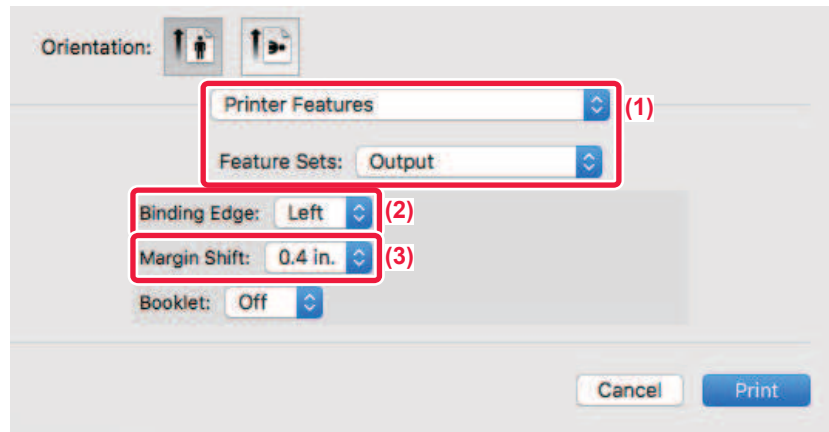 Orientation:
Printer Features (1)
Feature Sets: Output
Binding Edge: Left (2)
Margin Shift: 0.4 in. (3)
Booklet: Off
Cancel Print